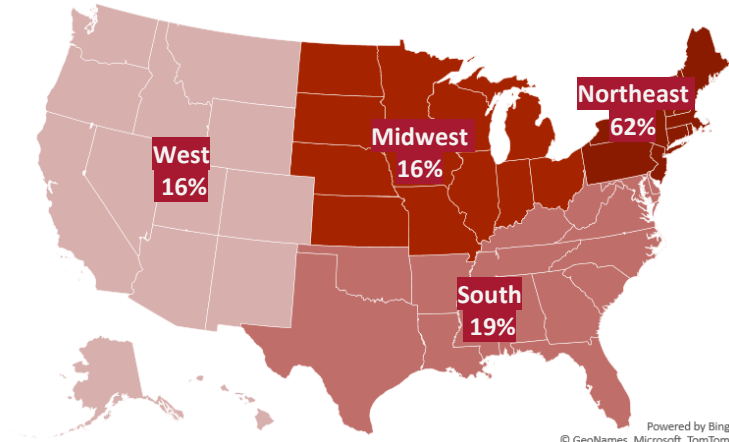 Northeast
62%
Midwest
16%
West
16%
South
19%
Powered by Bing
© GeoNames, Microsoft, TomTom